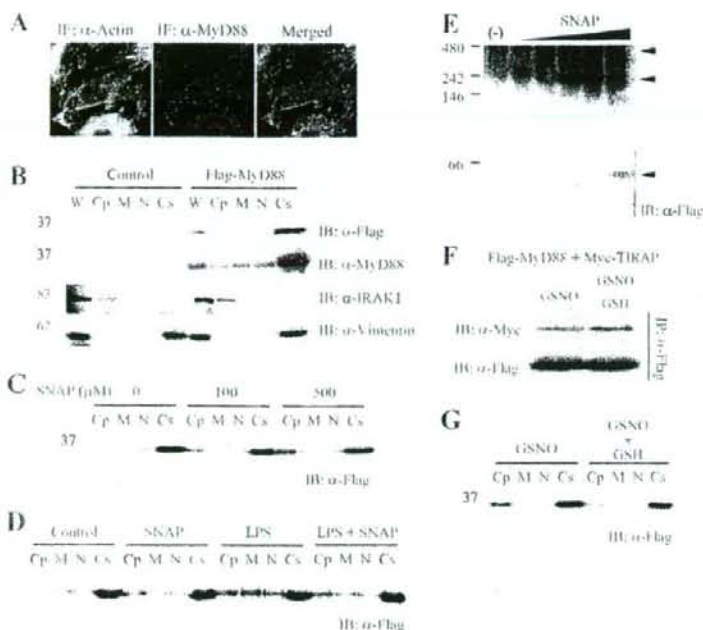 A
IF: α-Actin IF: α-MyD88 Merged
B
Control Flag-MyD88
W Cp M N Cs W Cp M N Cs
37 IB: α-Flag
37 IB: α-MyD88
IB: α-IRAK1
IB: α-Vimentin
C
SNAP (μM) 0 100 500
Cp M N Cs Cp M N Cs Cp M N Cs
37
IB: α-Flag
D
Control SNAP LPS LPS + SNAP
Cp M N Cs Cp M N Cs Cp M N Cs Cp M N Cs
IB: α-Flag
E
SNAP
(-)
480
242
146
66
IB: α-Flag
F
Flag-MyD88 + Myc-TIRAP
GSNO GSNO
GSH
IB: α-Myc
IB: α-Flag
IP: α-Flag
G
GSNO GSNO
+
GSH
Cp M N Cs Cp M N Cs
37
IB: α-Flag